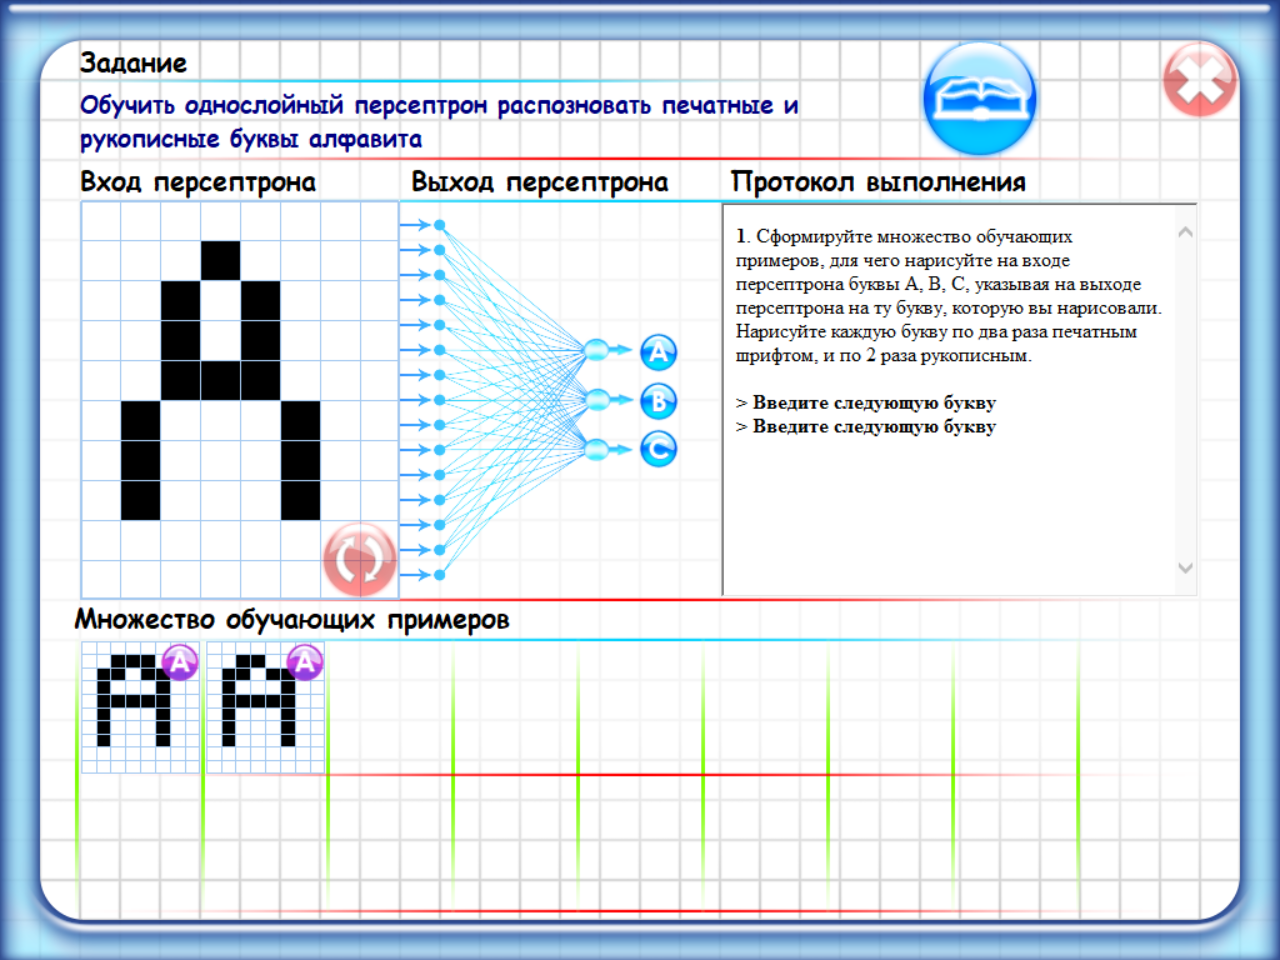 Задание
Обучить однослойный персептрон распозновать печатные и
рукописные буквы алфавита
Вход персептрона
Выход персептрона
Протокол выполнения
1. Сформируйте множество обучающих
примеров, для чего нарисуйте на входе
персептрона буквы A, B, C, указывая на выходе
персептрона на ту букву, которую вы нарисовали.
Нарисуйте каждую букву по два раза печатным
шрифтом, и по 2 раза рукописным.
> Введите следующую букву
> Введите следующую букву
A
B
C
Множество обучающих примеров
A
A